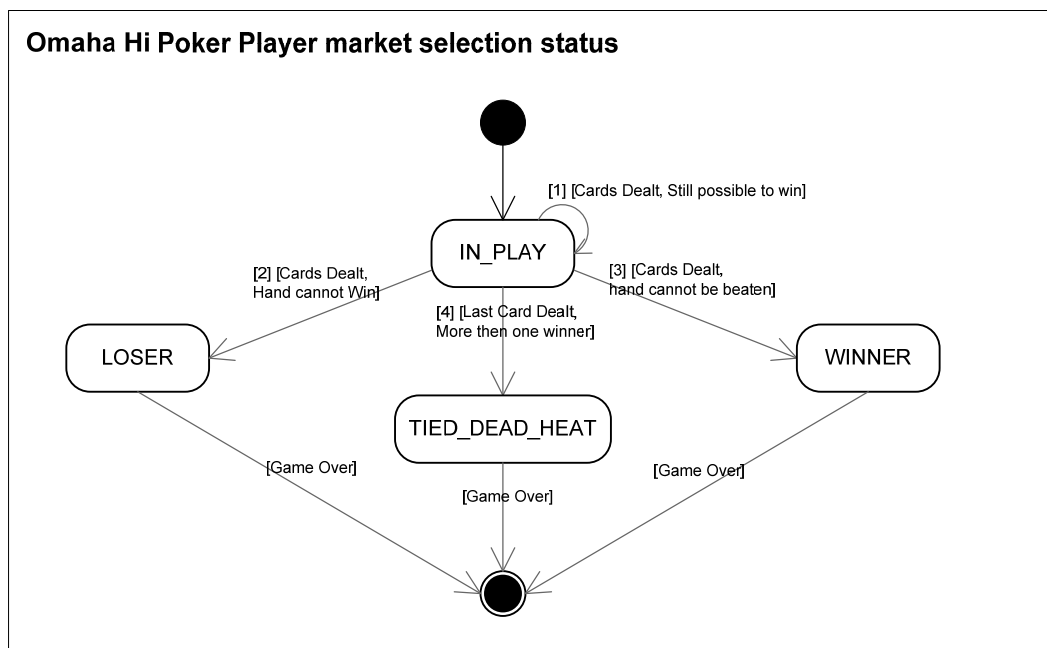 Omaha Hi Poker Player market selection status
[1] [Cards Dealt, Still possible to win]
IN_PLAY
[2] [Cards Dealt,
Hand cannot Win]
[3] [Cards Dealt,
hand cannot be beaten]
[4] [Last Card Dealt,
More then one winner]
LOSER
WINNER
TIED_DEAD_HEAT
[Game Over]
[Game Over]
[Game Over]